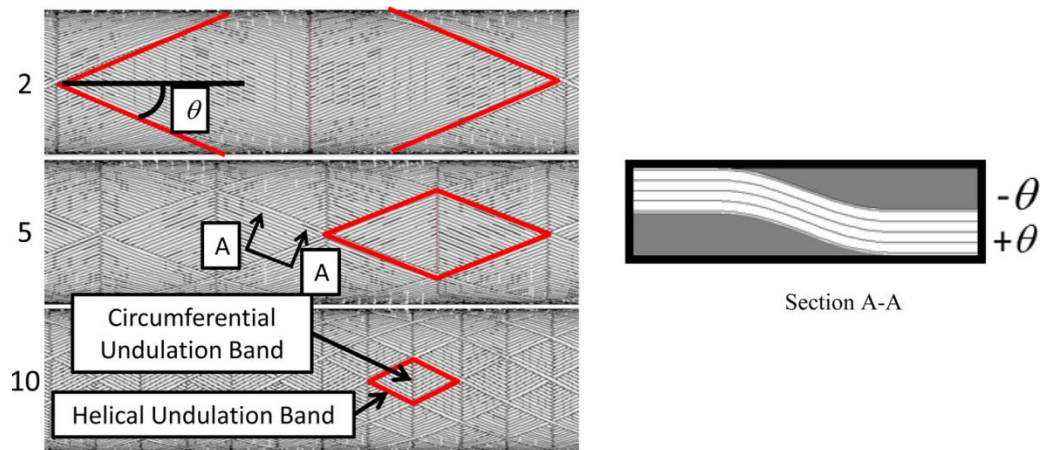 2
θ
5
A
A
Circumferential
Undulation Band
10
Helical Undulation Band
-θ
+θ
Section A-A